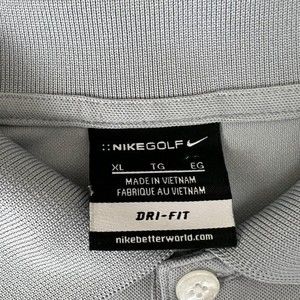 NIKEGOLF
XL TG EG
MADE IN VIETNAM
FABRIQUE AU VIETNAM
DRI-FIT
nikebetterworld.com